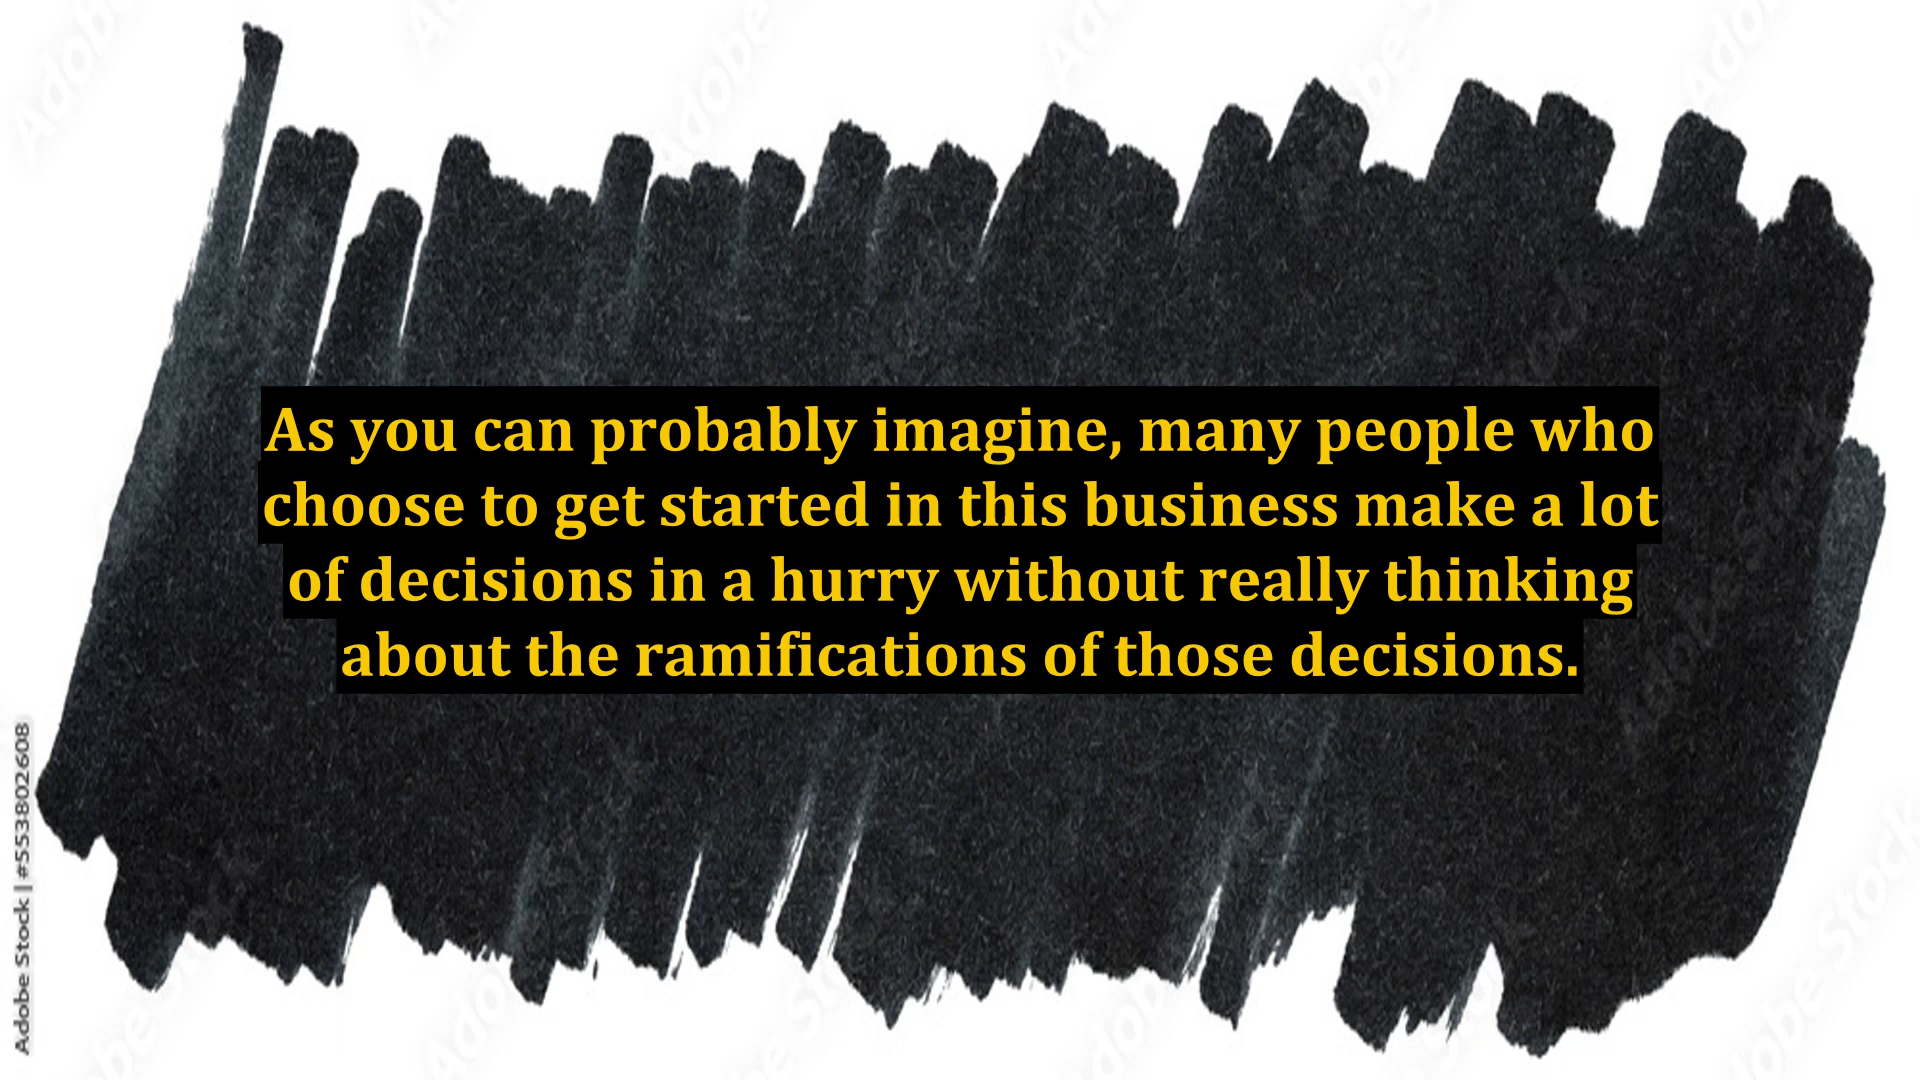 As you can probably imagine, many people who
choose to get started in this business make a lot
of decisions in a hurry without really thinking
about the ramifications of those decisions.
Adobe Stock | #553802608